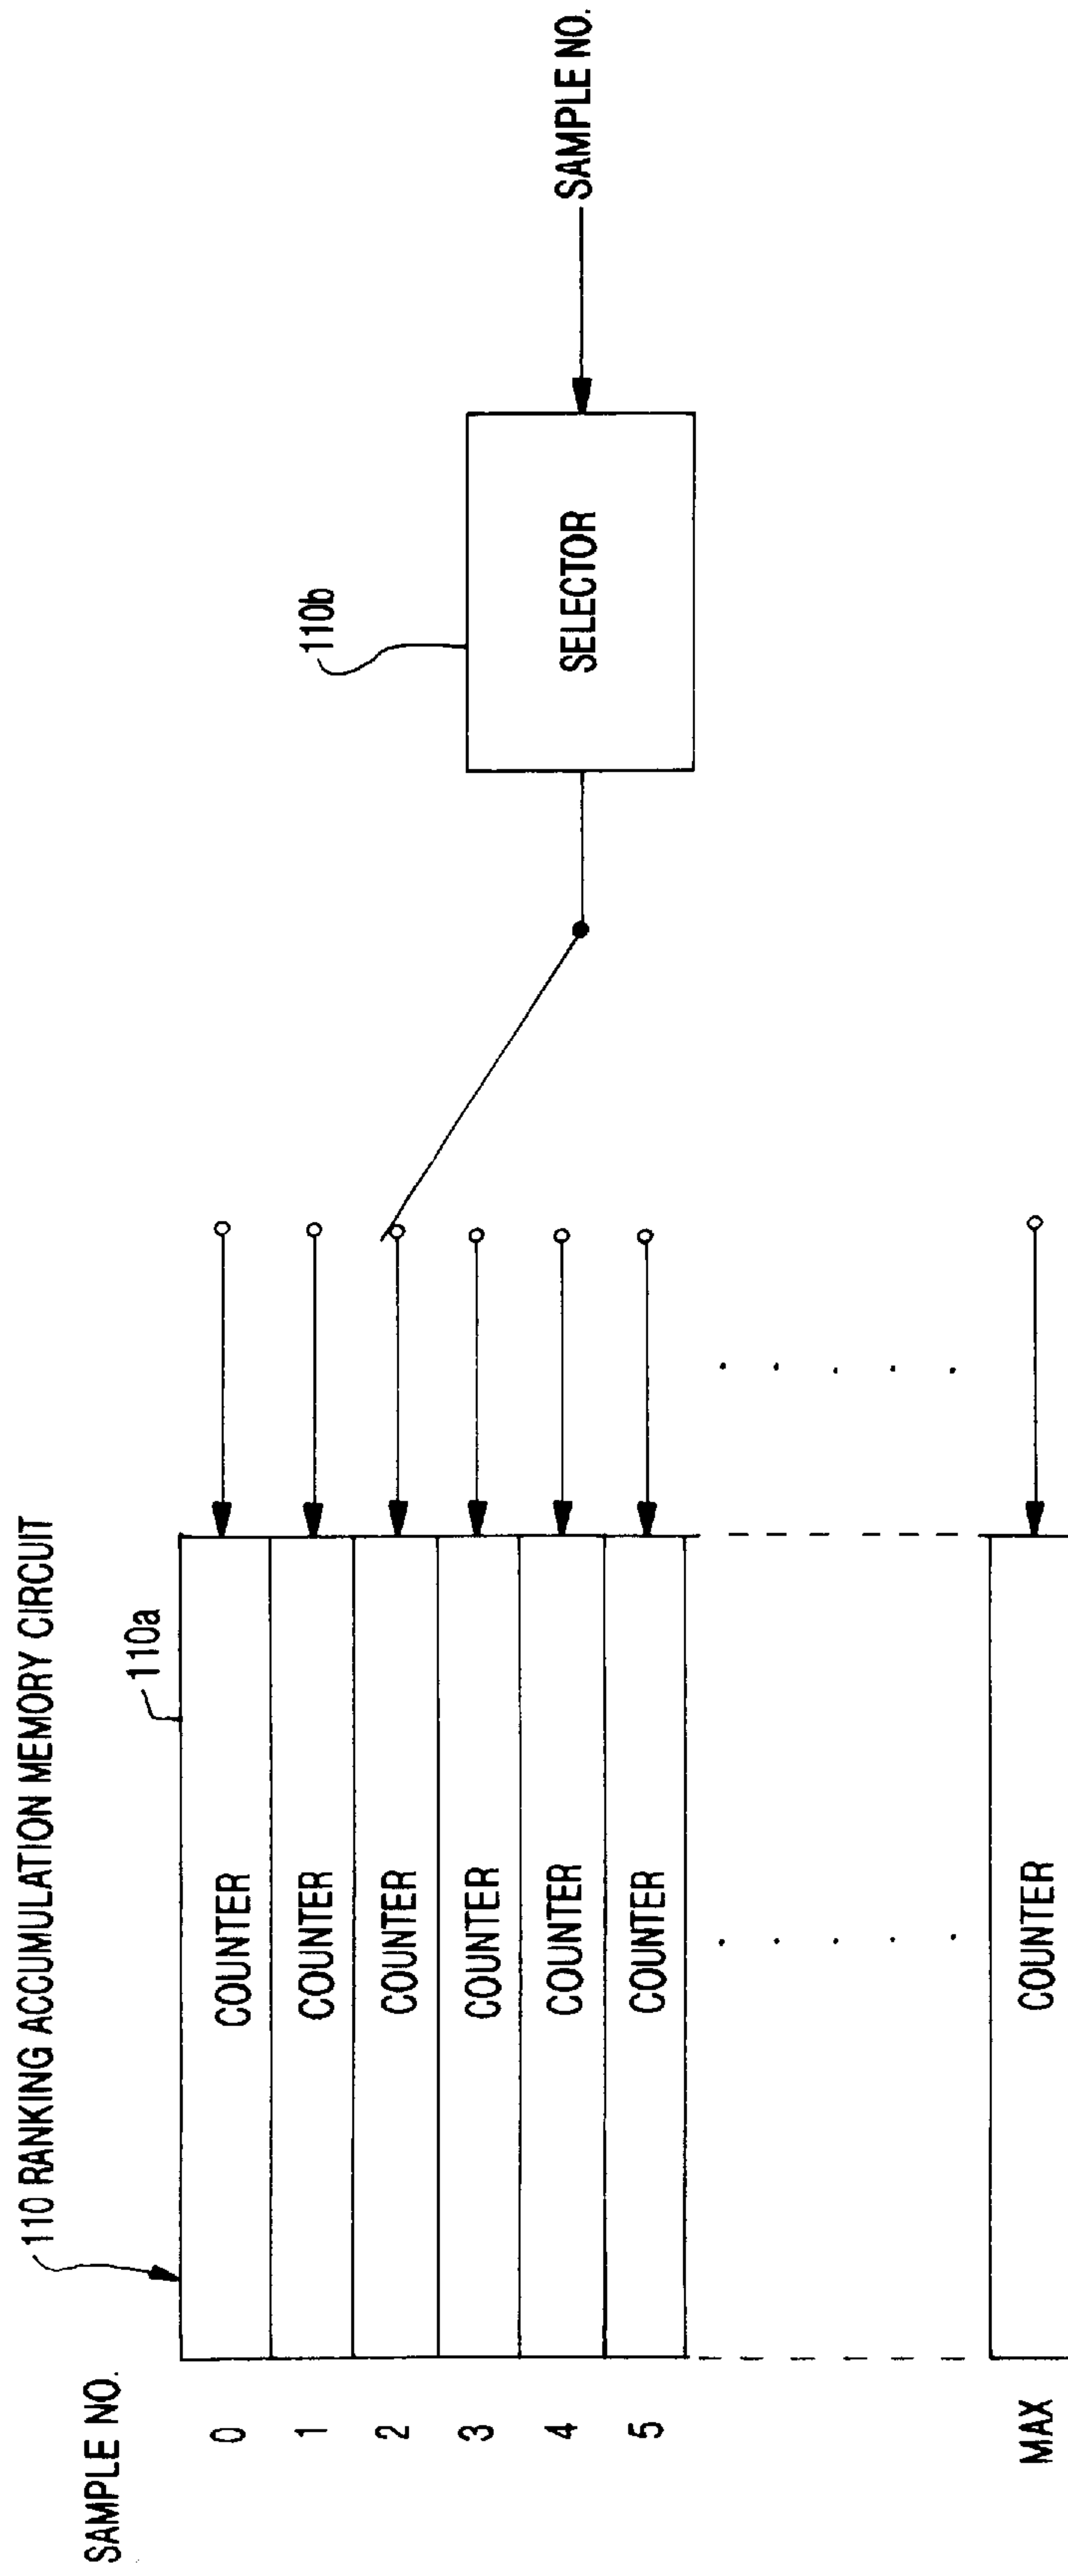 110 RANKING ACCUMULATION MEMORY CIRCUIT
SAMPLE NO.
110a
0 COUNTER
1 COUNTER
2 COUNTER
3 COUNTER
4 COUNTER
5 COUNTER
MAX COUNTER
110b
SELECTOR
SAMPLE NO.